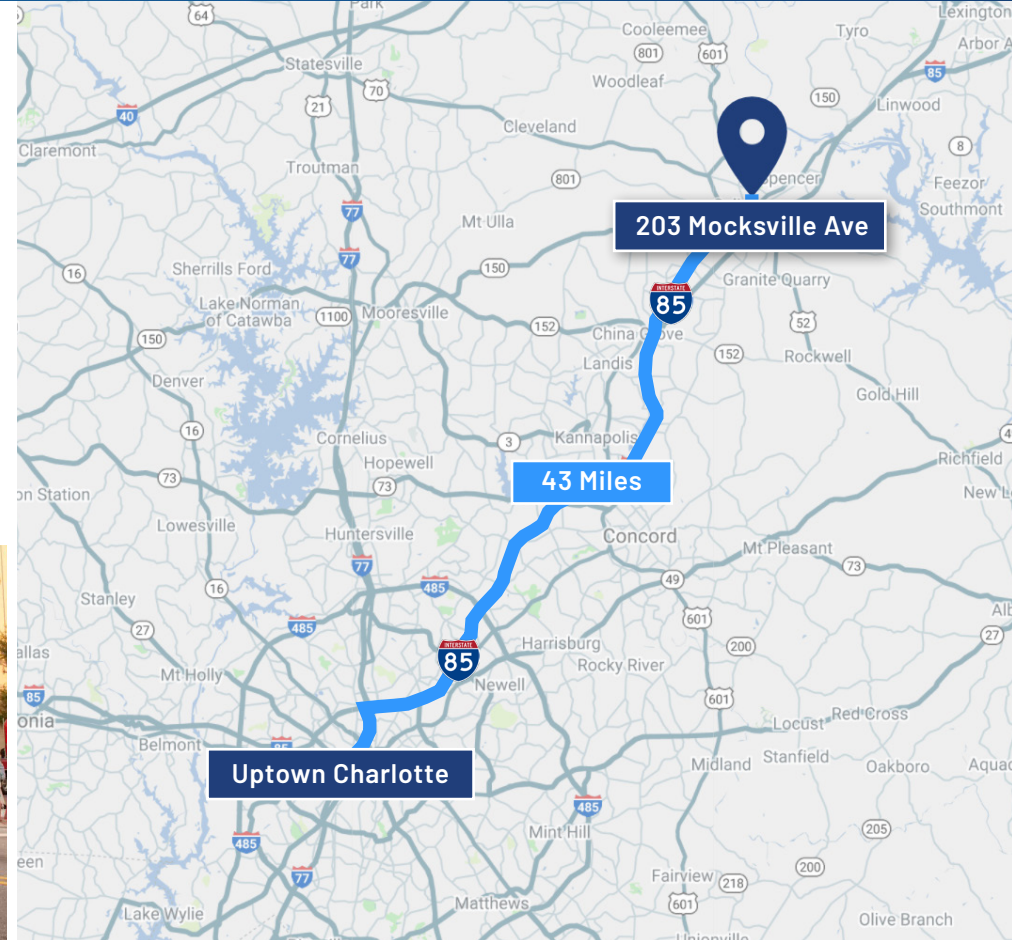 Park
64
Lexington
Cooleemee
Tyro
801
601
Arbor A
Statesville
85
70
Woodleaf
150
21
Linwood
40
Cleveland
Claremont
8
Troutman
801
Spencer
Feezor
77
Southmont
Mt Ulla
203 Mocksville Ave
77
150
16
Sherrills Ford
Granite Quarry
INTERSTATE
85
Lake Norman
of Catawba
1100
Mooresville
152
China Grove
52
150
152
Rockwell
Landis
Denver
Gold Hill
16
Cornelius
3
Kannapolis
Hopewell
Richfield
73
73
43 Miles
on Station
New L
Lowesville
Huntersville
Concord
Mt Pleasant
77
73
485
49
16
Stanley
601
485
27
Harrisburg
200
27
INTERSTATE
85
Rocky River
allas
Mt Holly
Newell
85
601
onia
Red Cross
Locust
Belmont
85
Uptown Charlotte
Midland
Stanfield
Oakboro
Aquad
485
485
Mint Hill
205
een
77
Fairview
218
200
Matthews
601
Lake Wylie
Olive Branch
Unionville